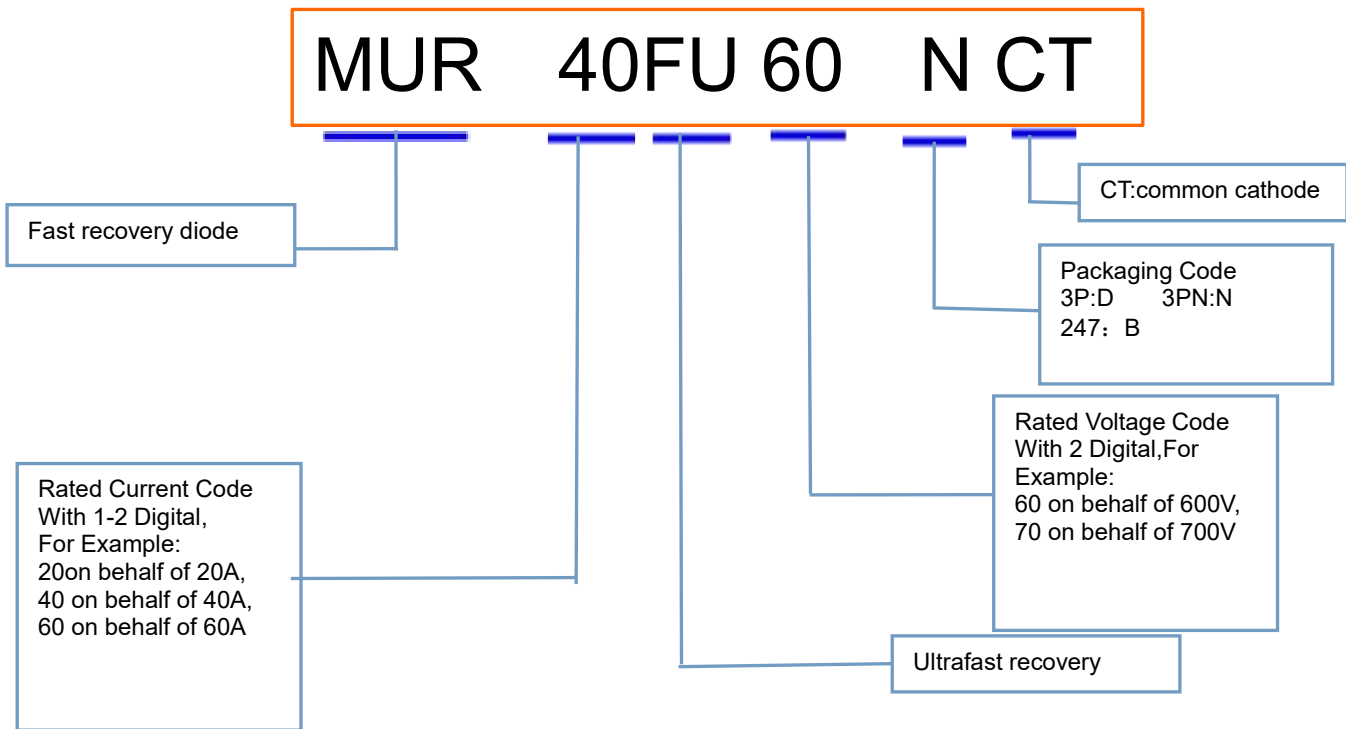 MUR 40FU 60 N CT
CT:common cathode
Fast recovery diode
Packaging Code
3P:D 3PN:N
247：B
Rated Voltage Code
With 2 Digital,For
Example:
60 on behalf of 600V,
70 on behalf of 700V
Rated Current Code
With 1-2 Digital,
For Example:
20on behalf of 20A,
40 on behalf of 40A,
60 on behalf of 60A
Ultrafast recovery